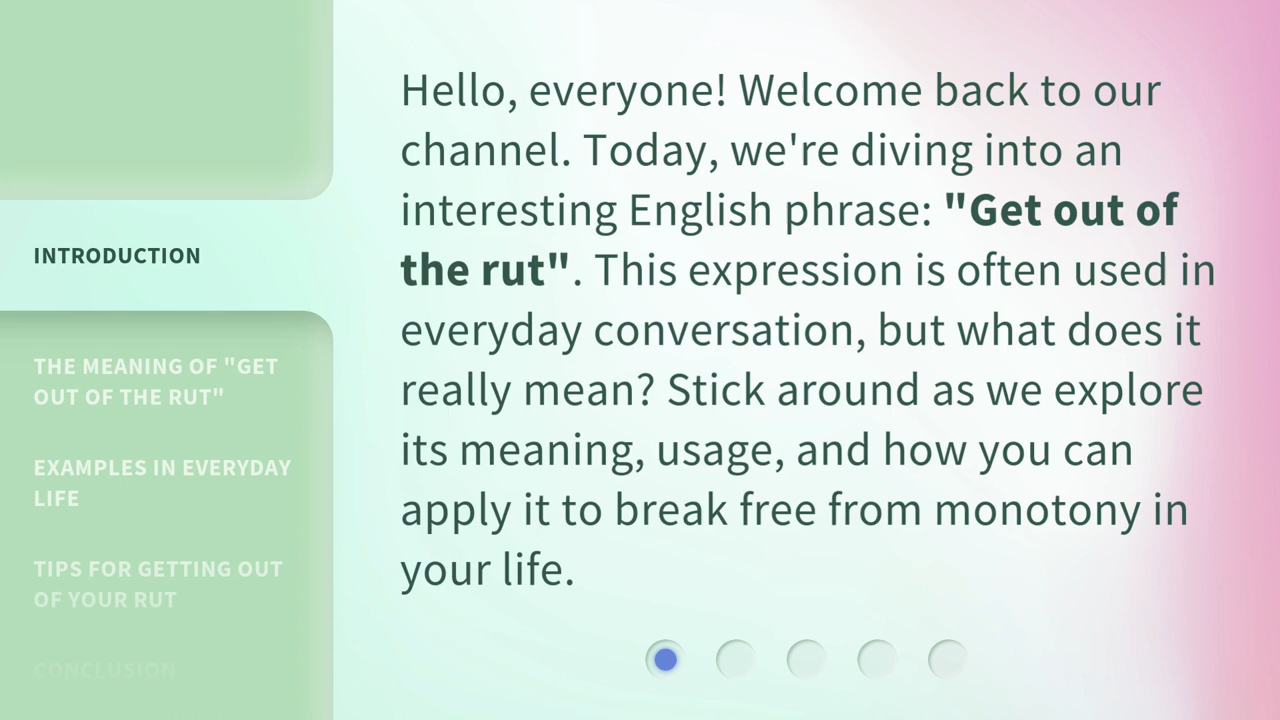 INTRODUCTION
THE MEANING OF "GET
OUT OF THE RUT"
EXAMPLES IN EVERYDAY
LIFE
TIPS FOR GETTING OUT
OF YOUR RUT
CONCLUSION
Hello, everyone! Welcome back to our
channel. Today, we're diving into an
interesting English phrase: "Get out of
the rut". This expression is often used in
everyday conversation, but what does it
really mean? Stick around as we explore
its meaning, usage, and how you can
apply it to break free from monotony in
your life.